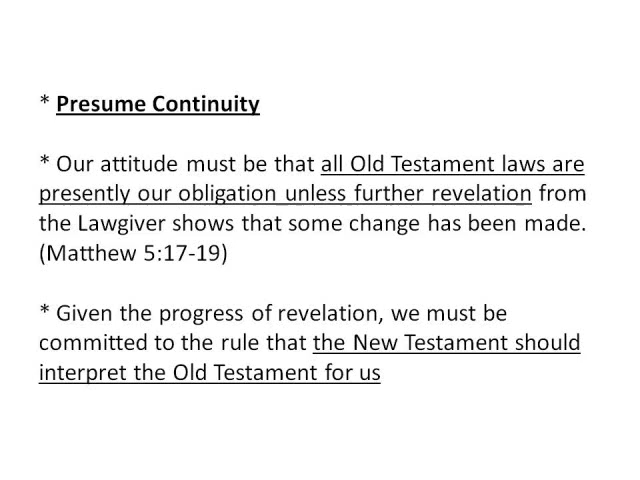 * Presume Continuity
* Our attitude must be that all Old Testament laws are
presently our obligation unless further revelation from
the Lawgiver shows that some change has been made.
(Matthew 5:17-19)
* Given the progress of revelation, we must be
committed to the rule that the New Testament should
interpret the Old Testament for us